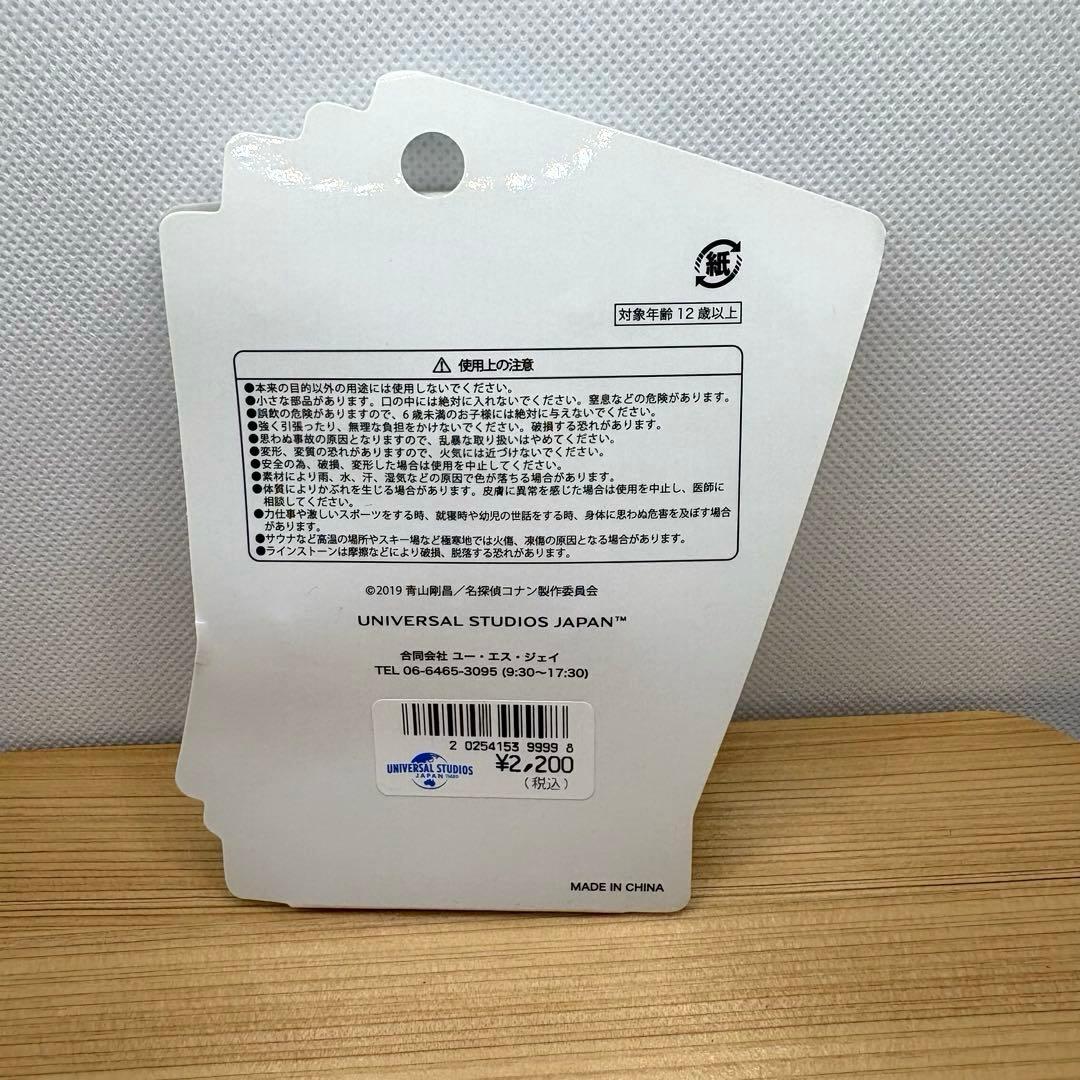 紙
対象年齢 12 歳以上
⚠ 使用上の注意
●本来の目的以外の用途には使用しないでください。
●小さな部品があります。口の中には絶対に入れないでください。窒息などの危険があります。
●誤飲の危険がありますので、6 歳未満のお子様には絶対に与えないでください。
●強く引張ったり、無理な負担をかけないでください。破損する恐れがあります。
●思わぬ事故の原因となりますので、乱暴な取り扱いはやめてください。
●変形、変質の恐れがありますので、火気には近づけないでください。
●安全の為、破損、変形した場合は使用を中止してください。
●素材により雨、水、汗、湿気などの原因で色が落ちる場合があります。
●体質によりかぶれを生じる場合があります。皮膚に異常を感じた場合は使用を中止し、医師に
相談してください。
●力仕事や激しいスポーツをする時、就寝時や幼児の世話をする時、身体に思わぬ危害を及ぼす場合
があります。
●サウナなど高温の場所やスキー場など極寒地では火傷、凍傷の原因となる場合があります。
●ラインストーンは摩擦などにより破損、脱落する恐れがあります。
©2019 青山剛昌／名探偵コナン製作委員会
UNIVERSAL STUDIOS JAPAN™
合同会社 ユー・エス・ジェイ
TEL 06-6465-3095 (9:30〜17:30)
2 0254153 9999 8
UNIVERSAL STUDIOS
JAPAN
¥2,200
(税込)
MADE IN CHINA